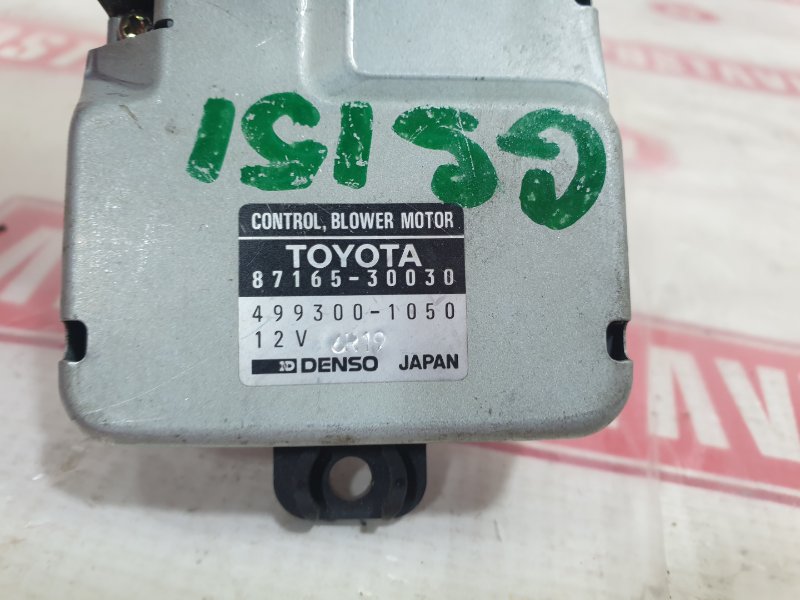 GS151
CONTROL, BLOWER MOTOR
TOYOTA
87165-30030
499300-1050
12V
DENSO JAPAN